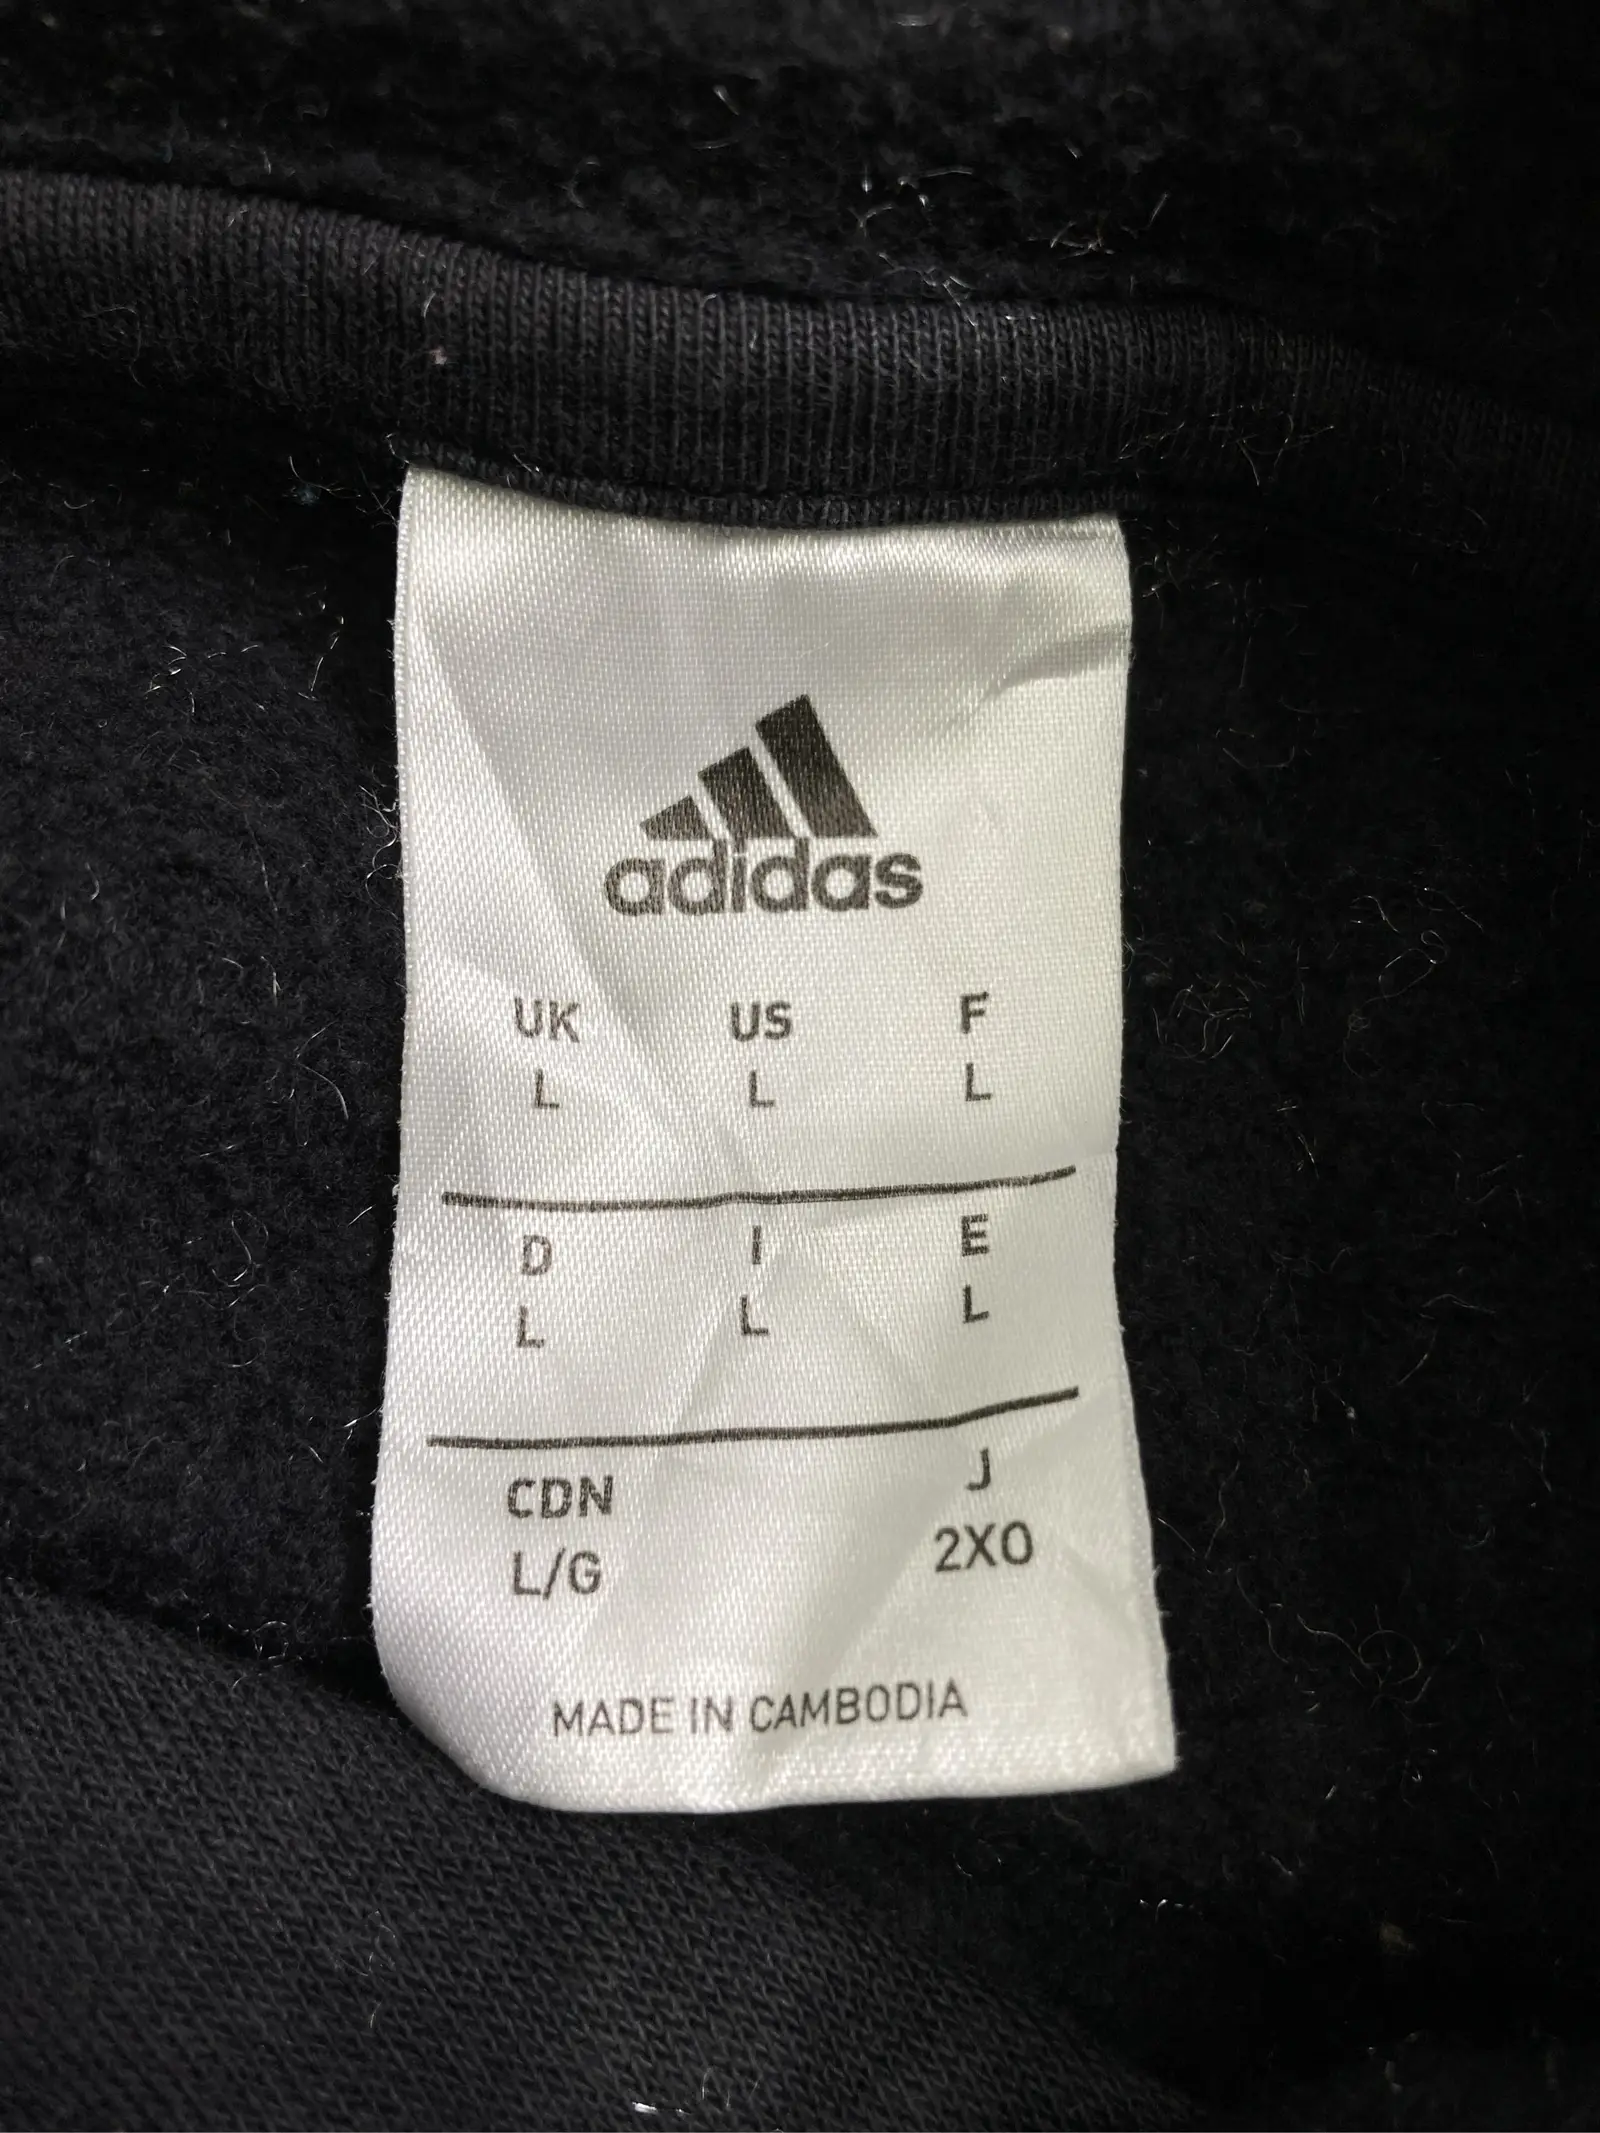 adidas
UK US F
L L L
D I E
L L L
CDN J
L/G 2XO
MADE IN CAMBODIA